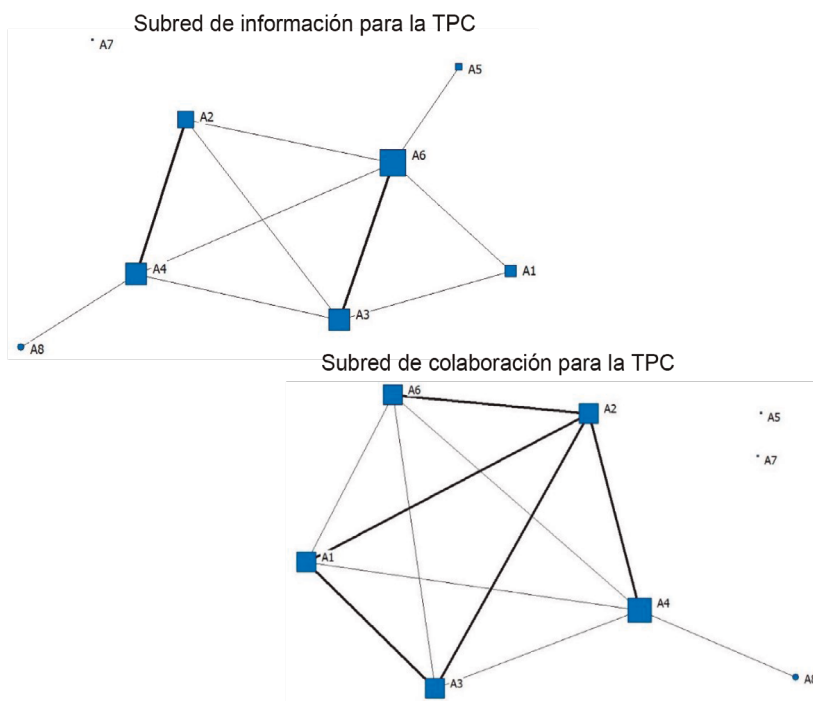 Subred de información para la TPC
A7
A5
A2
A6
A4
A1
A3
A8
Subred de colaboración para la TPC
A6
A2
A5
A7
A1
A4
A3
A8